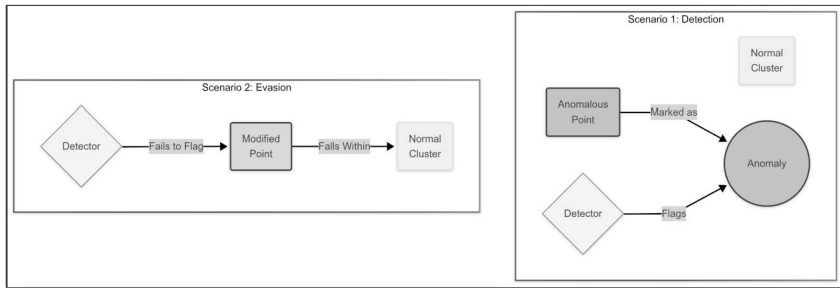 Scenario 2: Evasion
Detector
Fails to Flag
Modified
Point
Falls Within
Normal
Cluster
Scenario 1: Detection
Normal
Cluster
Anomalous
Point
Marked as
Anomaly
Detector
Flags